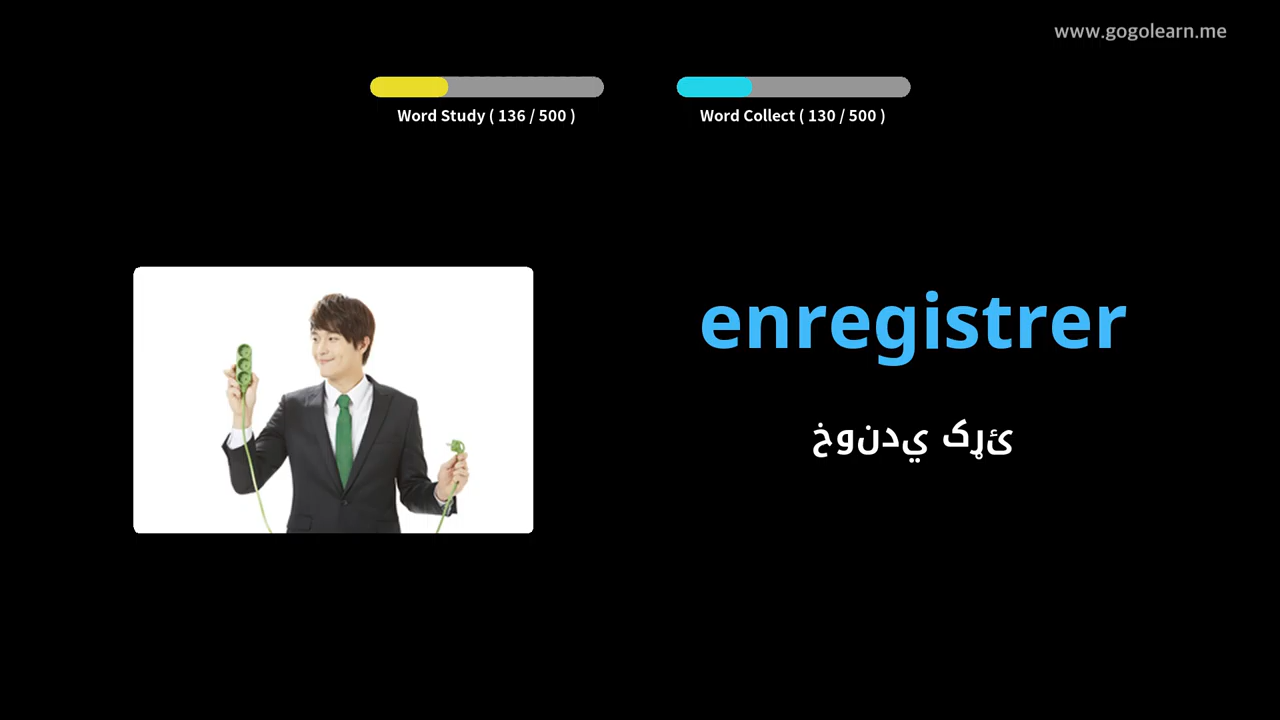 www.gogolearn.me
Word Study ( 136 / 500 )
Word Collect ( 130 / 500 )
enregistrer
خوندي کړئ